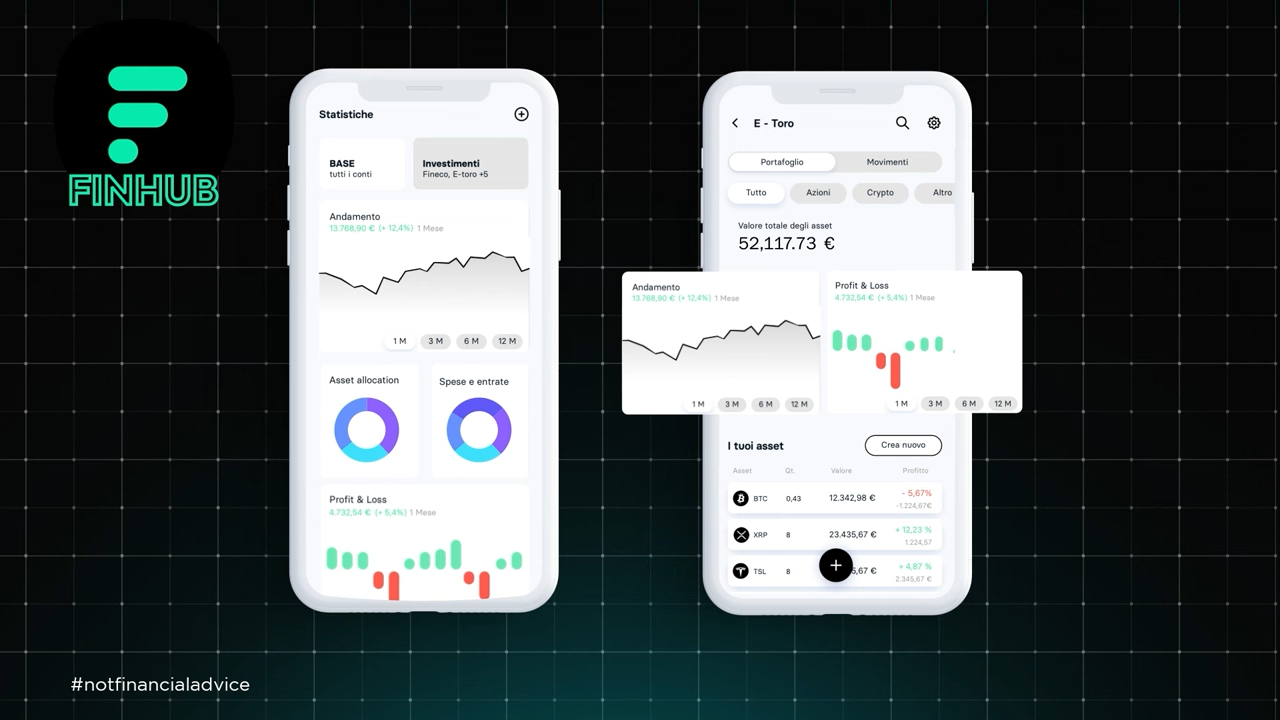 FINHUB
Statistiche
BASE
tutti i conti
Investimenti
Fineco, E-toro +5
Andamento
13.768,90 € (+ 12,4%) 1 Mese
1 M 3 M 6 M 12 M
Asset allocation
Spese e entrate
Profit & Loss
4.732,54 € (+ 5,4%) 1 Mese
E - Toro
Portafoglio Movimenti
Tutto Azioni Crypto Altro
Valore totale degli asset
52,117.73 €
Andamento
13.768,90 € (+ 12,4%) 1 Mese
1 M 3 M 6 M 12 M
Profit & Loss
4.732,54 € (+ 5,4%) 1 Mese
1 M 3 M 6 M 12 M
I tuoi asset
Crea nuovo
Asset Qt. Valore Profitto
BTC 0,43 12.342,98 € - 5,67%
-1.224,67€
XRP 8 23.435,67 € + 12,23 %
1.224,57
TSL 8 5,67 € + 4,87 %
2.345,67 €
#notfinancialadvice